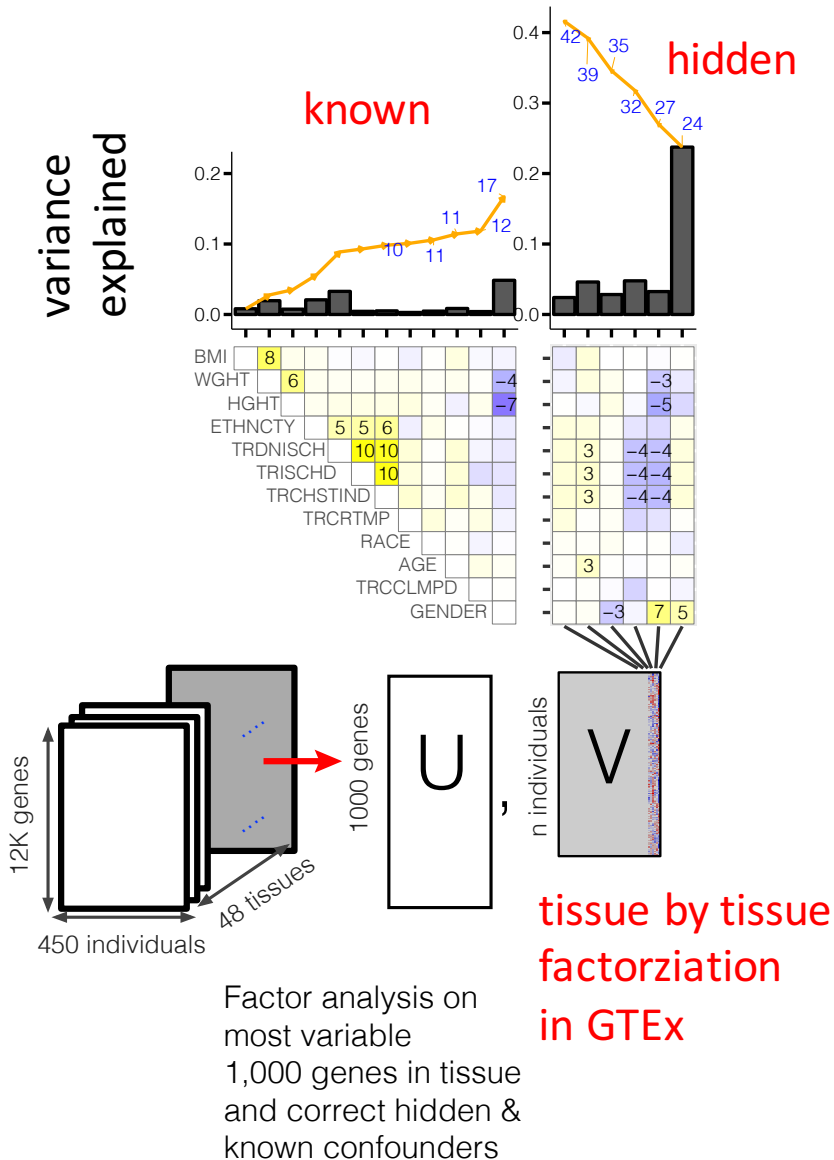 known
hidden
variance
explained
0.4
0.3
0.2
0.1
0.0
42
39
35
32
27
24
0.2
0.1
0.0
10
11
11
12
17
BMI 8
WGHT 6 −4 −3
HGHT −7 −5
ETHNCTY 5 5 6
TRDNISCH 10 10 3 −4 −4
TRISCHD 10 3 −4 −4
TRCHSTIND 3 −4 −4
TRCRTMP
RACE
AGE 3
TRCCLMPD
GENDER −3 7 5
12K genes
450 individuals
48 tissues
1000 genes
U
,
n individuals
V
tissue by tissue
factorziation
in GTEx
Factor analysis on
most variable
1,000 genes in tissue
and correct hidden &
known confounders